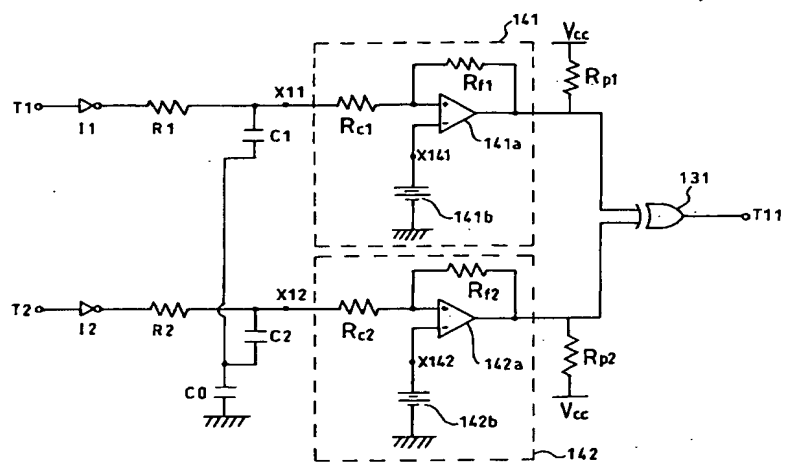 141
Vcc
Rp1
Rf1
T1
I1
R1
X11
Rc1
C1
141a
X141
141b
131
T11
T2
I2
R2
X12
Rc2
Rf2
C2
142a
X142
Rp2
C0
142b
Vcc
142